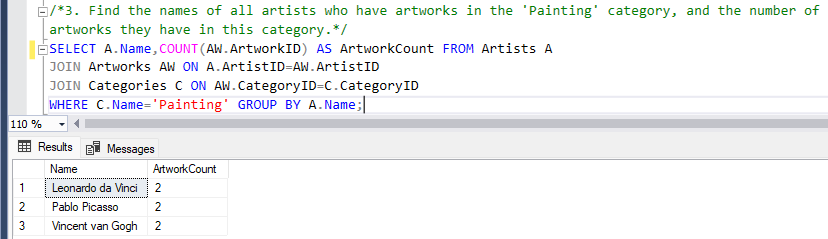 /*3. Find the names of all artists who have artworks in the 'Painting' category, and the number of
artworks they have in this category.*/
SELECT A.Name,COUNT(AW.ArtworkID) AS ArtworkCount FROM Artists A
JOIN Artworks AW ON A.ArtistID=AW.ArtistID
JOIN Categories C ON AW.CategoryID=C.CategoryID
WHERE C.Name='Painting' GROUP BY A.Name;
110 %
Results Messages
Name ArtworkCount
1 Leonardo da Vinci 2
2 Pablo Picasso 2
3 Vincent van Gogh 2